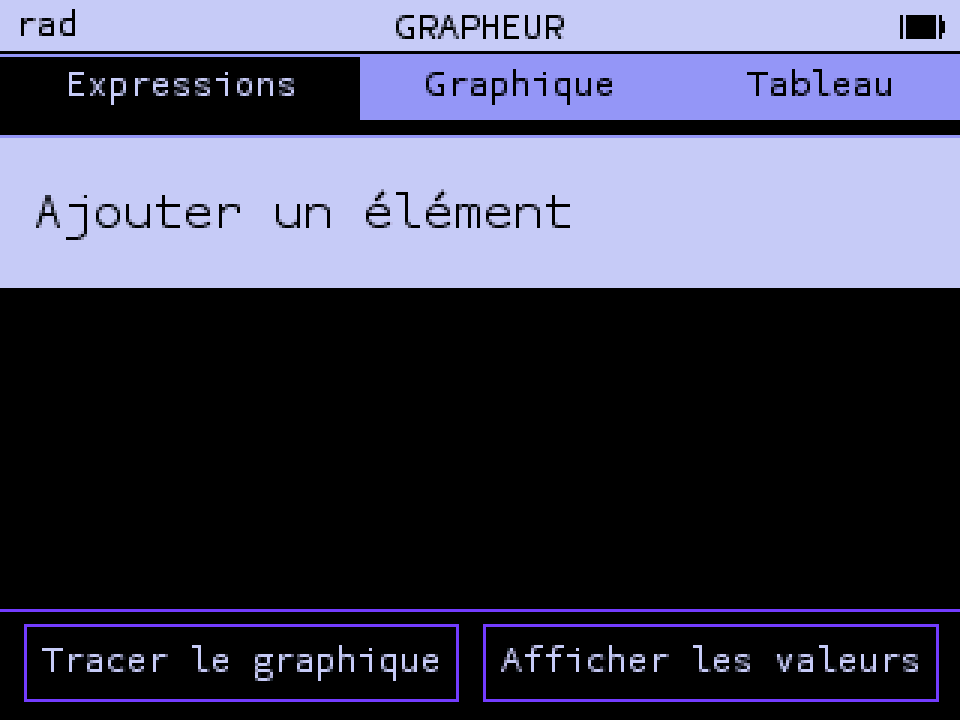 rad GRAPHEUR
Expressions Graphique Tableau
Ajouter un élément
Tracer le graphique Afficher les valeurs